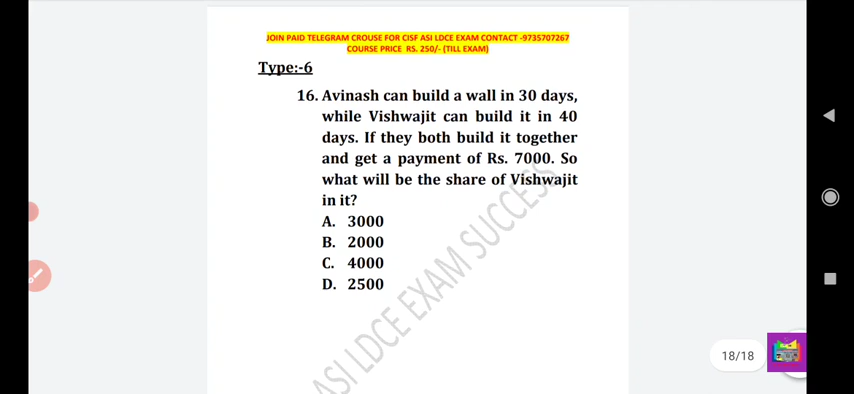 JOIN PAID TELEGRAM CROUSE FOR CISF ASI LDCE EXAM CONTACT -9735707267
COURSE PRICE RS. 250/- (TILL EXAM)
Type:-6
16. Avinash can build a wall in 30 days,
while Vishwajit can build it in 40
days. If they both build it together
and get a payment of Rs. 7000. So
what will be the share of Vishwajit
in it?
A. 3000
B. 2000
C. 4000
D. 2500
ASI LDCE EXAM SUCCESS
18/18